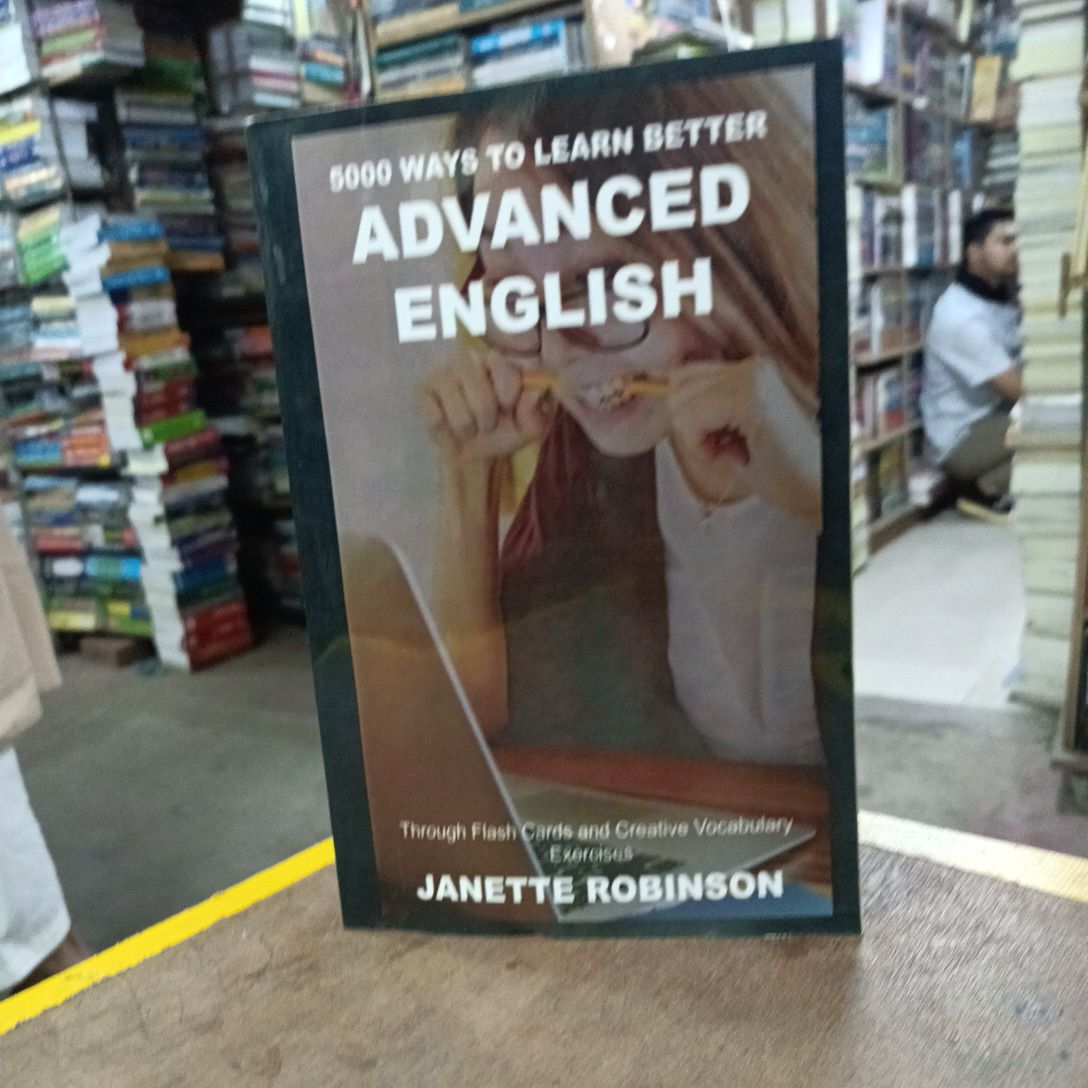 5000 WAYS TO LEARN BETTER
ADVANCED
ENGLISH
Through Flash Cards and Creative Vocabulary
Exercises
JANETTE ROBINSON